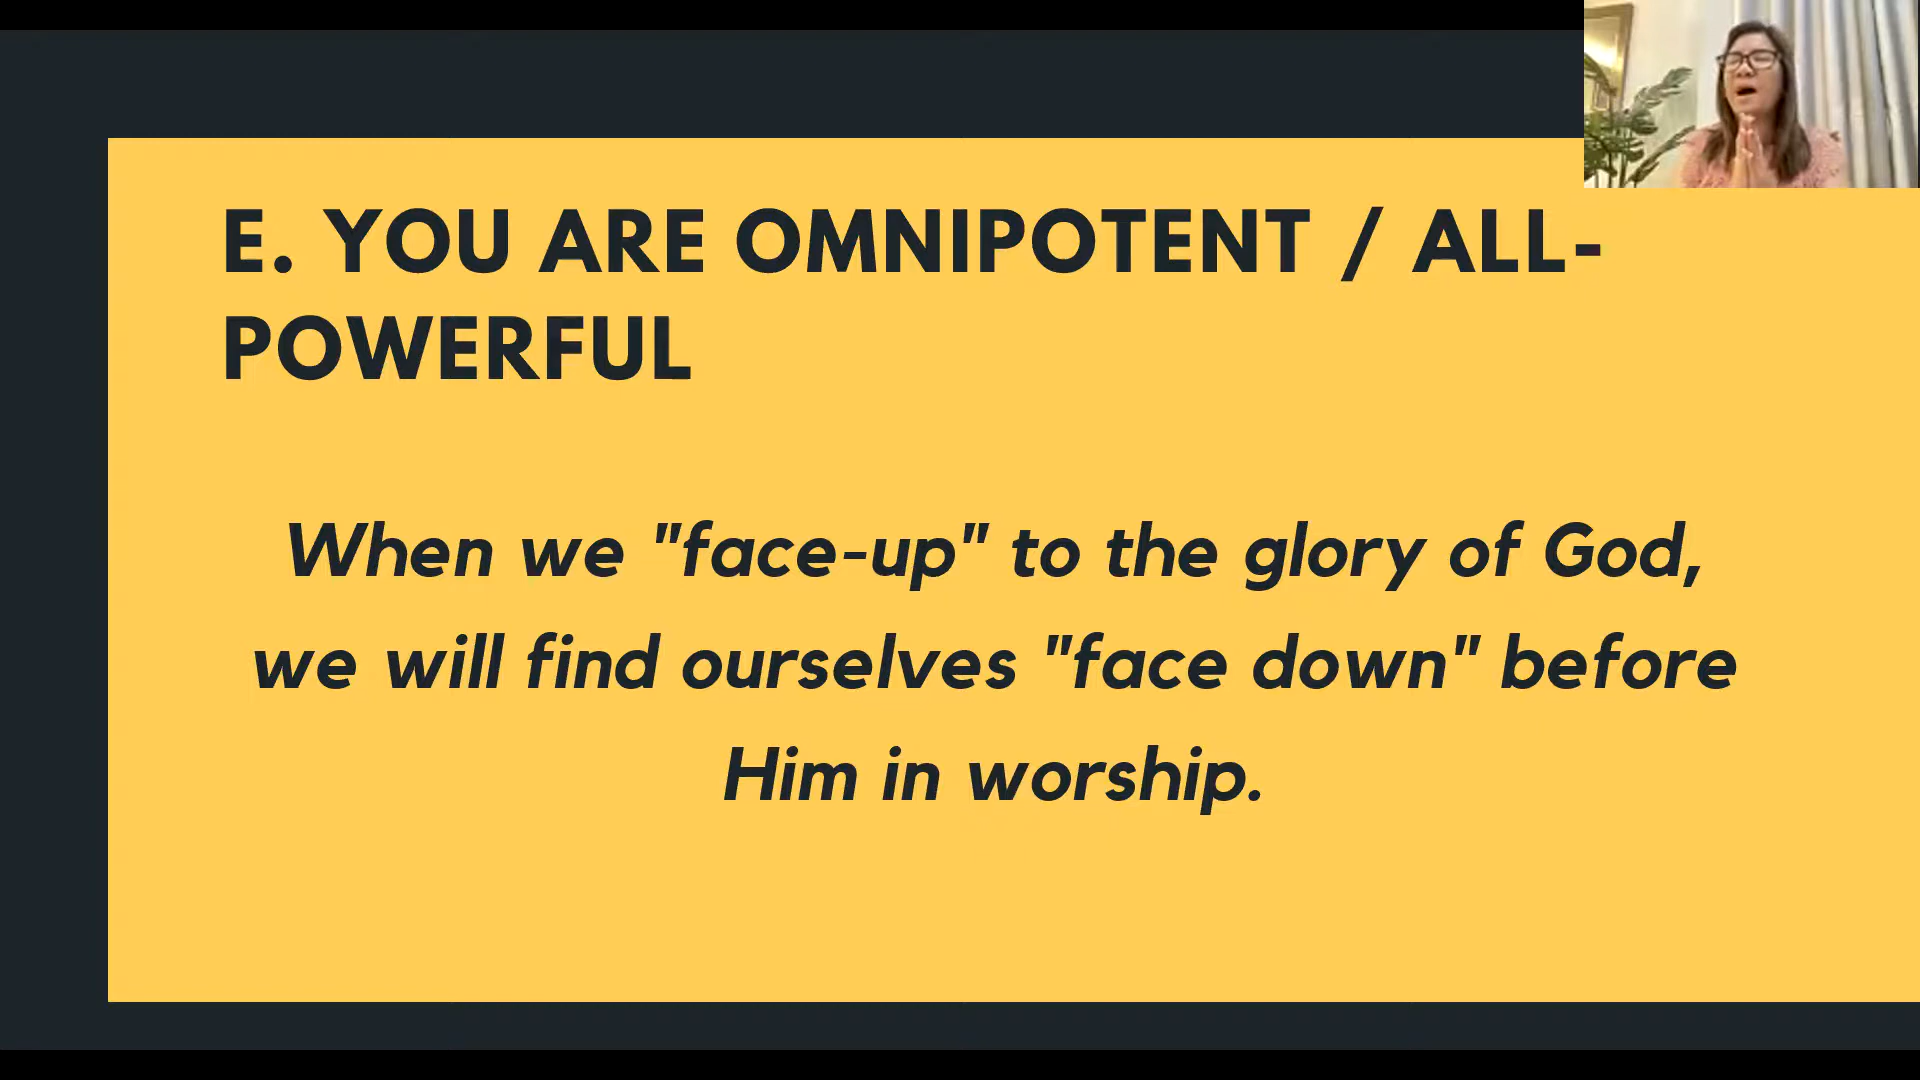 E. YOU ARE OMNIPOTENT / ALL-
POWERFUL
When we "face-up" to the glory of God,
we will find ourselves "face down" before
Him in worship.